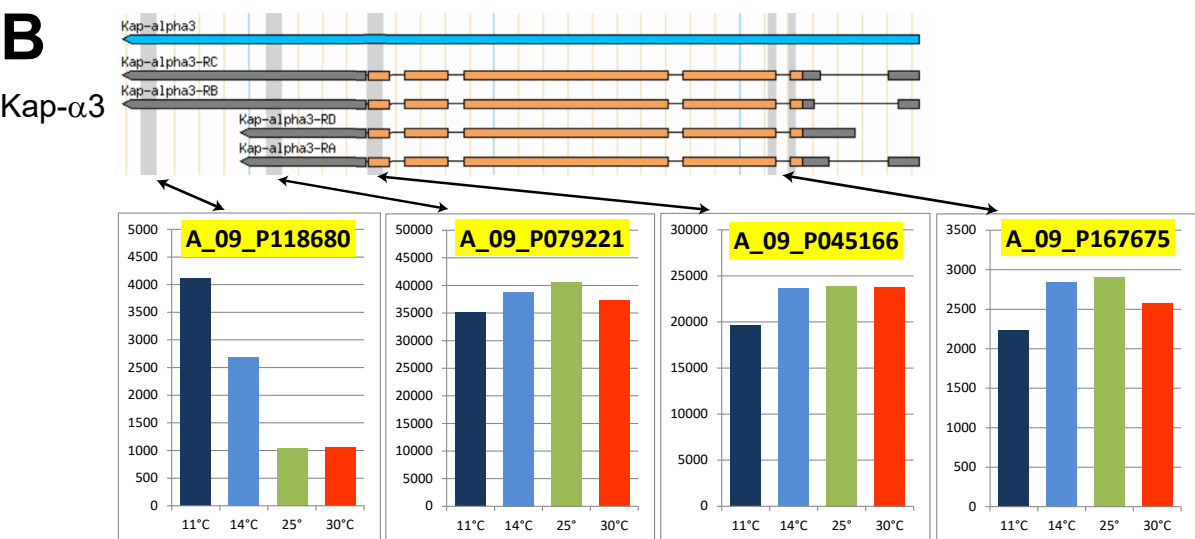 B
Kap-alpha3
Kap-alpha3-RC
Kap-alpha3-RB
Kap-α3
Kap-alpha3-RD
Kap-alpha3-RA
A_09_P118680
5000
4500
4000
3500
3000
2500
2000
1500
1000
500
0
11°C 14°C 25° 30°C
A_09_P079221
50000
45000
40000
35000
30000
25000
20000
15000
10000
5000
0
11°C 14°C 25° 30°C
A_09_P045166
30000
25000
20000
15000
10000
5000
0
11°C 14°C 25° 30°C
A_09_P167675
3500
3000
2500
2000
1500
1000
500
0
11°C 14°C 25° 30°C